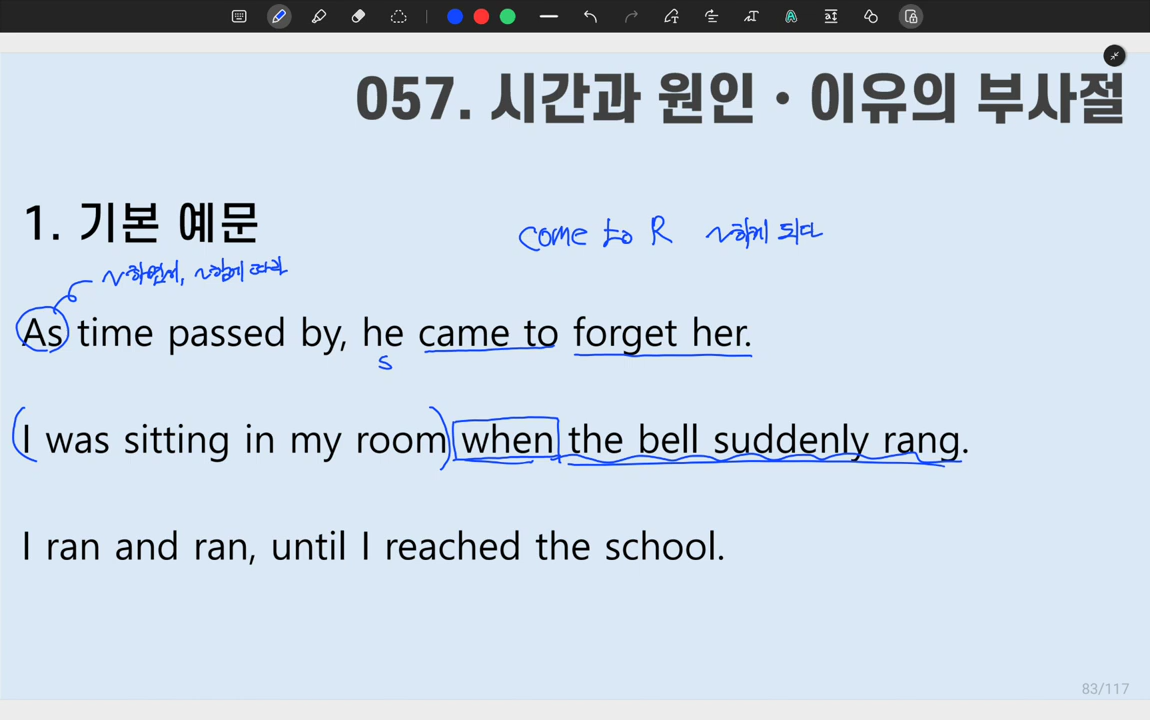 057. 시간과 원인・이유의 부사절
1. 기본 예문
come to R ~하게 되다
~하면서, ~함에 따라
As time passed by, he came to forget her.
s
(I was sitting in my room) when the bell suddenly rang.
I ran and ran, until I reached the school.
83/117